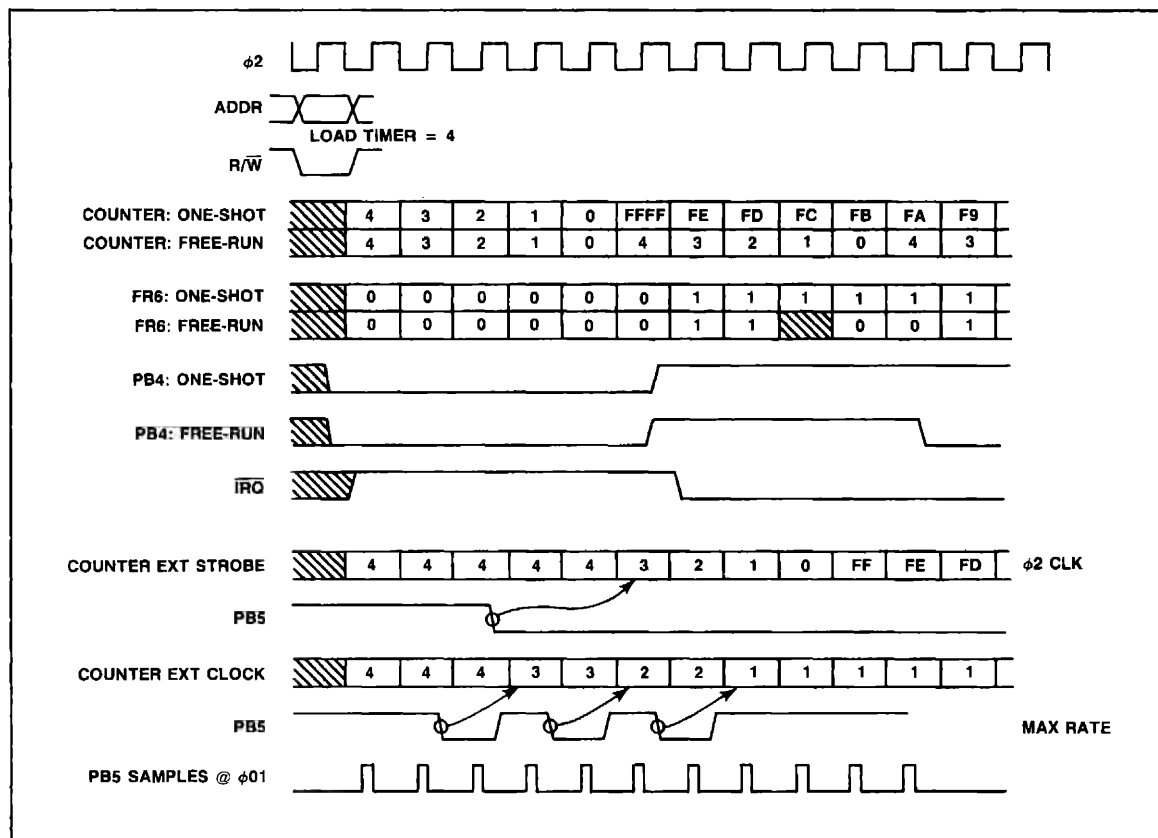 ϕ2
ADDR
LOAD TIMER = 4
R/W̅
COUNTER: ONE-SHOT 4 3 2 1 0 FFFF FE FD FC FB FA F9
COUNTER: FREE-RUN 4 3 2 1 0 4 3 2 1 0 4 3
FR6: ONE-SHOT 0 0 0 0 0 0 1 1 1 1 1 1
FR6: FREE-RUN 0 0 0 0 0 0 1 1 0 0 1
PB4: ONE-SHOT
PB4: FREE-RUN
I̅R̅Q̅
COUNTER EXT STROBE 4 4 4 4 4 3 2 1 0 FF FE FD ϕ2 CLK
PB5
COUNTER EXT CLOCK 4 4 4 3 3 2 2 1 1 1 1 1
PB5 MAX RATE
PB5 SAMPLES @ ϕ01